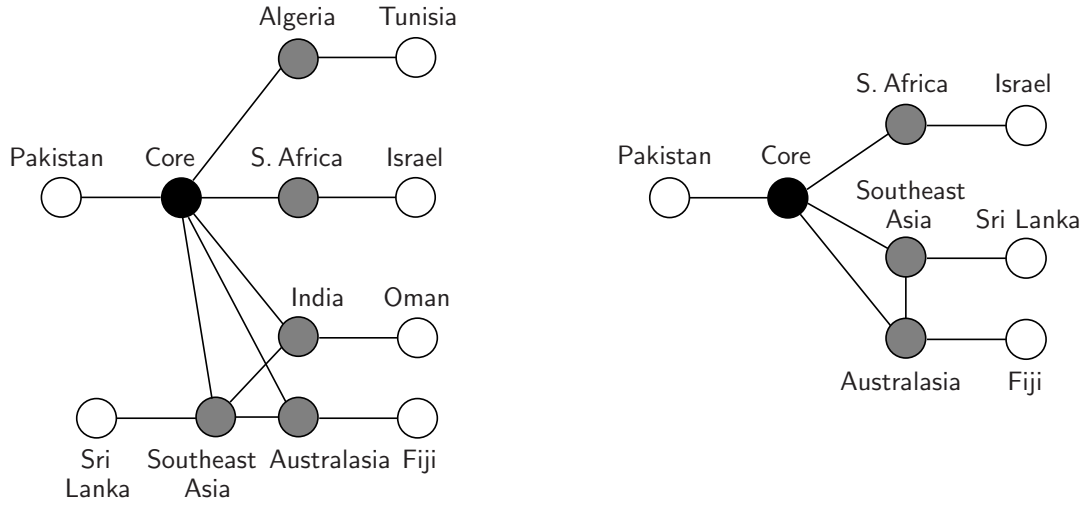 Algeria
Tunisia
Pakistan
Core
S. Africa
Israel
India
Oman
Sri
Lanka
Southeast
Asia
Australasia
Fiji
S. Africa
Israel
Pakistan
Core
Southeast
Asia
Sri Lanka
Australasia
Fiji